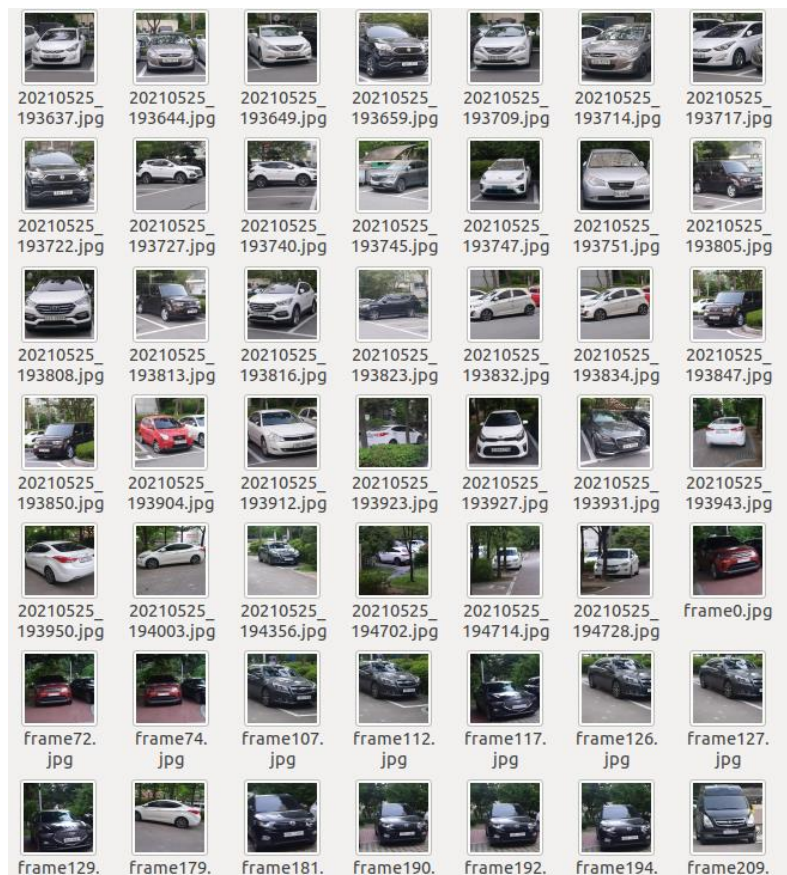 20210525_ 20210525_ 20210525_ 20210525_ 20210525_ 20210525_ 20210525_
193637.jpg 193644.jpg 193649.jpg 193659.jpg 193709.jpg 193714.jpg 193717.jpg
20210525_ 20210525_ 20210525_ 20210525_ 20210525_ 20210525_ 20210525_
193722.jpg 193727.jpg 193740.jpg 193745.jpg 193747.jpg 193751.jpg 193805.jpg
20210525_ 20210525_ 20210525_ 20210525_ 20210525_ 20210525_ 20210525_
193808.jpg 193813.jpg 193816.jpg 193823.jpg 193832.jpg 193834.jpg 193847.jpg
20210525_ 20210525_ 20210525_ 20210525_ 20210525_ 20210525_ 20210525_
193850.jpg 193904.jpg 193912.jpg 193923.jpg 193927.jpg 193931.jpg 193943.jpg
20210525_ 20210525_ 20210525_ 20210525_ 20210525_ 20210525_ frame0.jpg
193950.jpg 194003.jpg 194356.jpg 194702.jpg 194714.jpg 194728.jpg
frame72. frame74. frame107. frame112. frame117. frame126. frame127.
jpg jpg jpg jpg jpg jpg jpg
frame129. frame179. frame181. frame190. frame192. frame194. frame209.